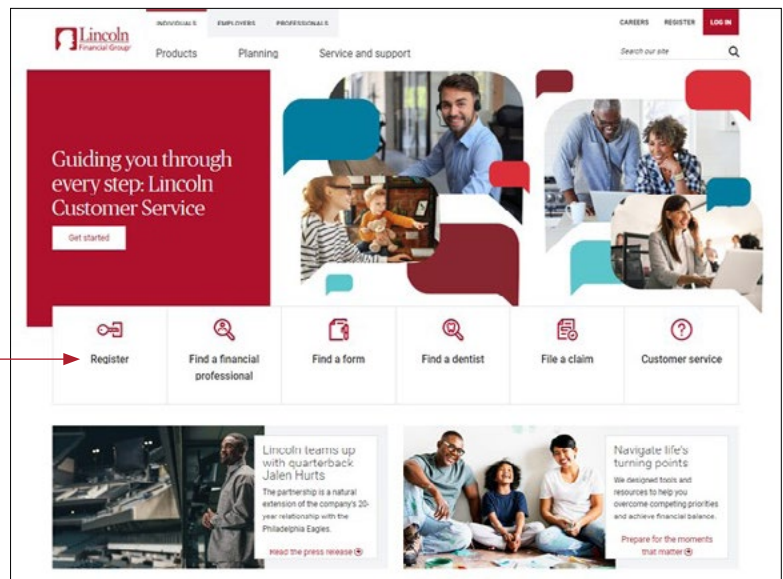 INDIVIDUALS EMPLOYERS PROFESSIONALS
CAREERS REGISTER LOG IN
Lincoln
Financial Group®
Products Planning Service and support
Search our site
Guiding you through
every step: Lincoln
Customer Service
Get started
Register
Find a financial
professional
Find a form
Find a dentist
File a claim
Customer service
Lincoln teams up
with quarterback
Jalen Hurts
The partnership is a natural
extension of the company's 20-
year relationship with the
Philadelphia Eagles.
Read the press release
Navigate life's
turning points
We designed tools and
resources to help you
overcome competing priorities
and achieve financial balance.
Prepare for the moments
that matter